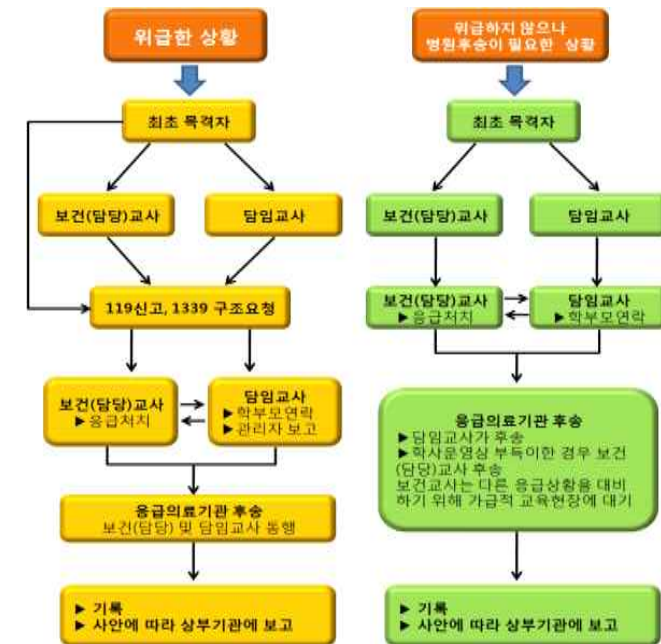 위급한 상황
최초 목격자
보건(담당)교사
담임교사
119신고, 1339 구조요청
보건(담당)교사
▶응급처치
담임교사
▶학부모연락
▶관리자 보고
응급의료기관 후송
보건(담당) 및 담임교사 동행
▶ 기록
▶ 사안에 따라 상부기관에 보고
위급하지 않으나
병원후송이 필요한 상황
최초 목격자
보건(담당)교사
담임교사
보건(담당)교사
▶응급처치
담임교사
▶학부모연락
응급의료기관 후송
▶담임교사가 후송
▶학사운영상 부득이한 경우 보건
(담당)교사 후송
보건교사는 다른 응급상황을 대비
하기 위해 가급적 교육현장에 대기
▶ 기록
▶ 사안에 따라 상부기관에 보고